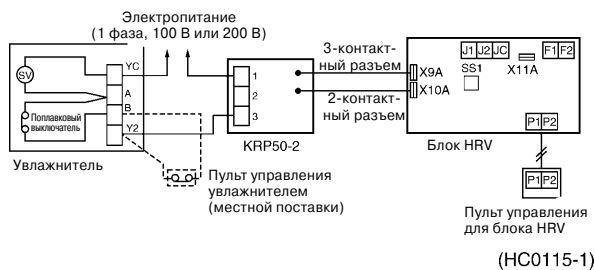 Электропитание
(1 фаза, 100 В или 200 В)
YC
SV
A
B
Поплавковый
выключатель
Y2
Увлажнитель
1
2
3
KRP50-2
Пульт управления
увлажнителем
(местной поставки)
3-контакт-
ный разъем
2-контакт-
ный разъем
J1 J2 JC
F1 F2
X9A
SS1
X11A
X10A
P1 P2
Блок HRV
P1 P2
Пульт управления
для блока HRV
(HC0115-1)